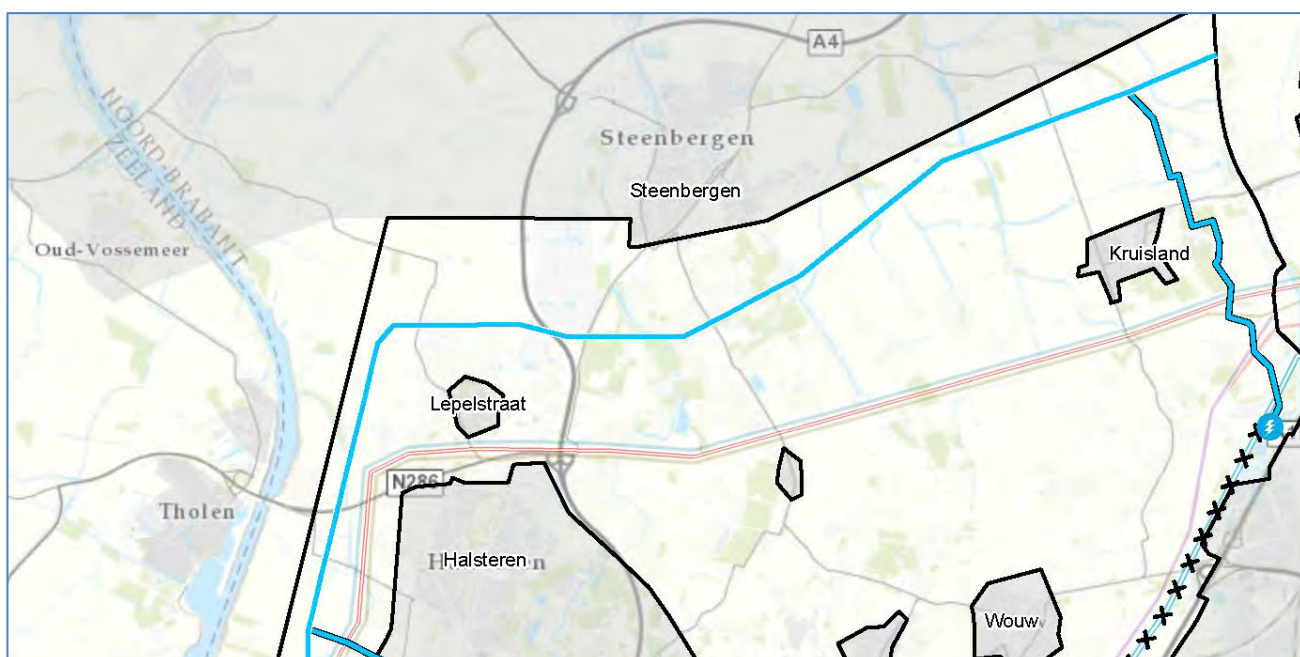 A4
NOORD-BRABANT
ZEELAND
Steenbergen
Steenbergen
Oud-Vossemeer
Kruisland
Lepelstraat
N286
Tholen
Halsteren
Wouw